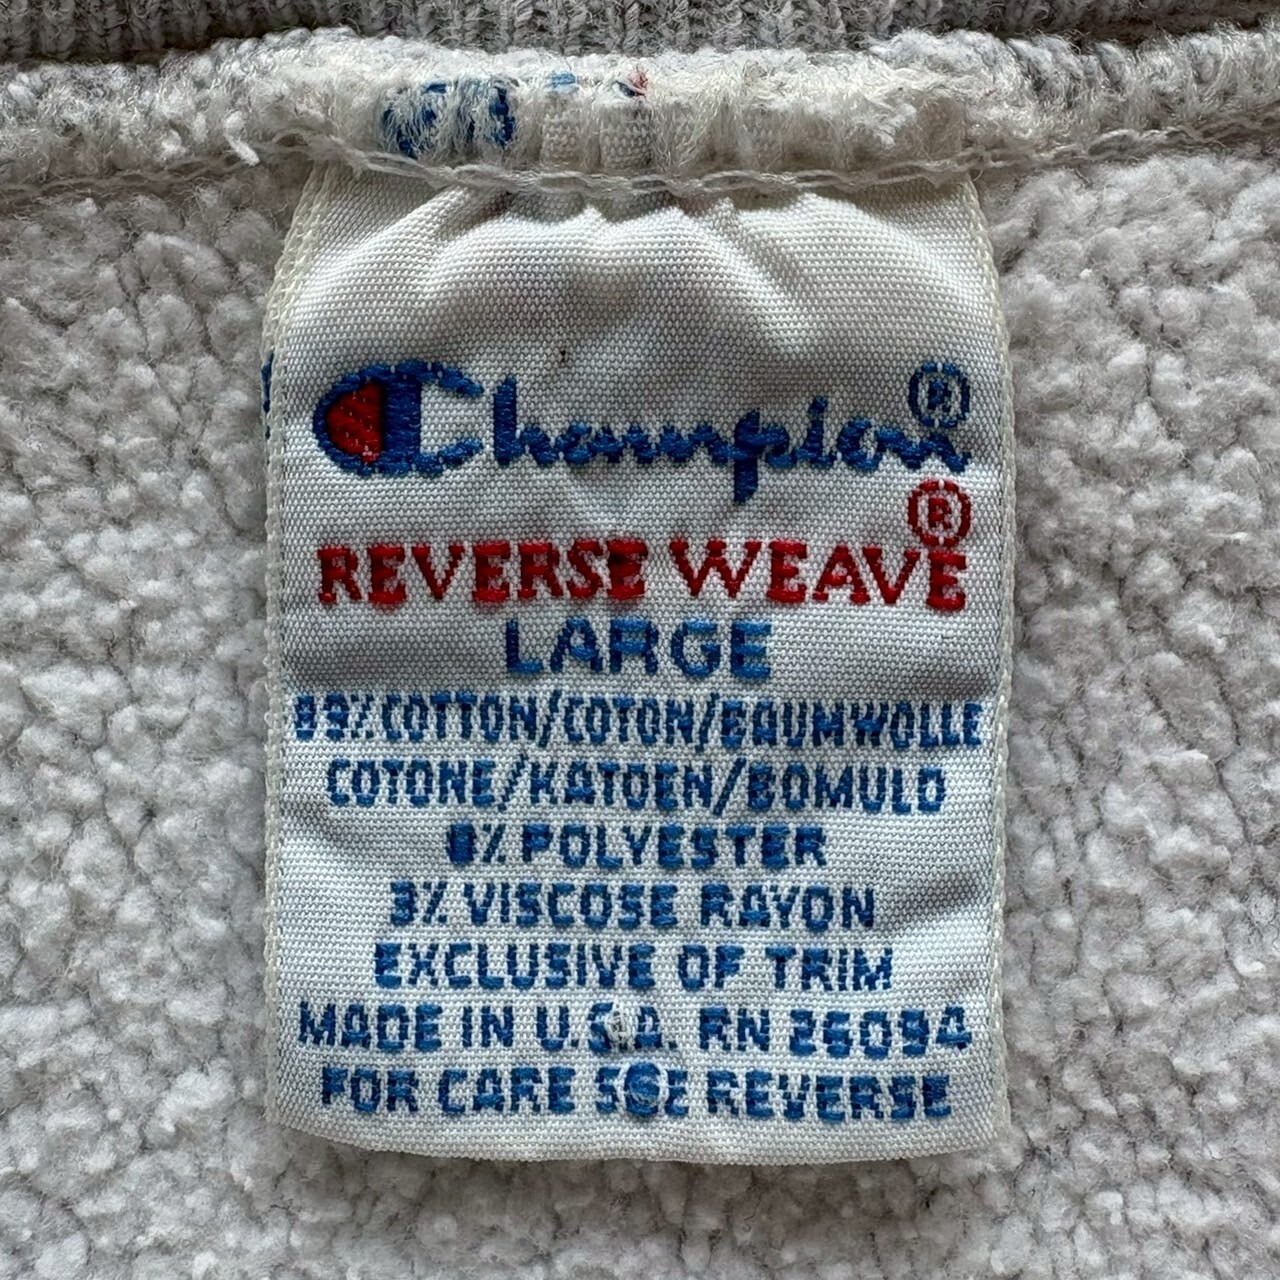 Champion®
REVERSE WEAVE®
LARGE
89% COTTON/COTON/BAUMWOLLE
COTONE/KATOEN/BOMULD
8% POLYESTER
3% VISCOSE RAYON
EXCLUSIVE OF TRIM
MADE IN U.S.A. RN 26094
FOR CARE SEE REVERSE